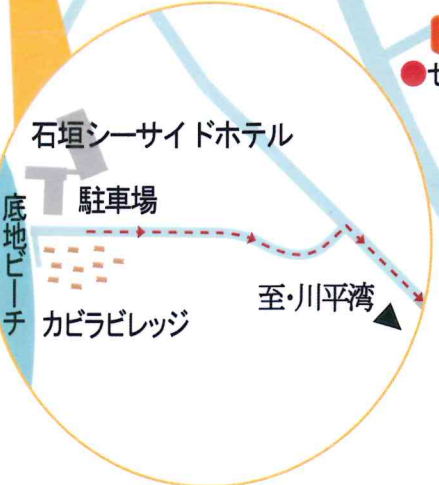 石垣シーサイドホテル
駐車場
底地ビーチ
カビラビレッジ
至・川平湾